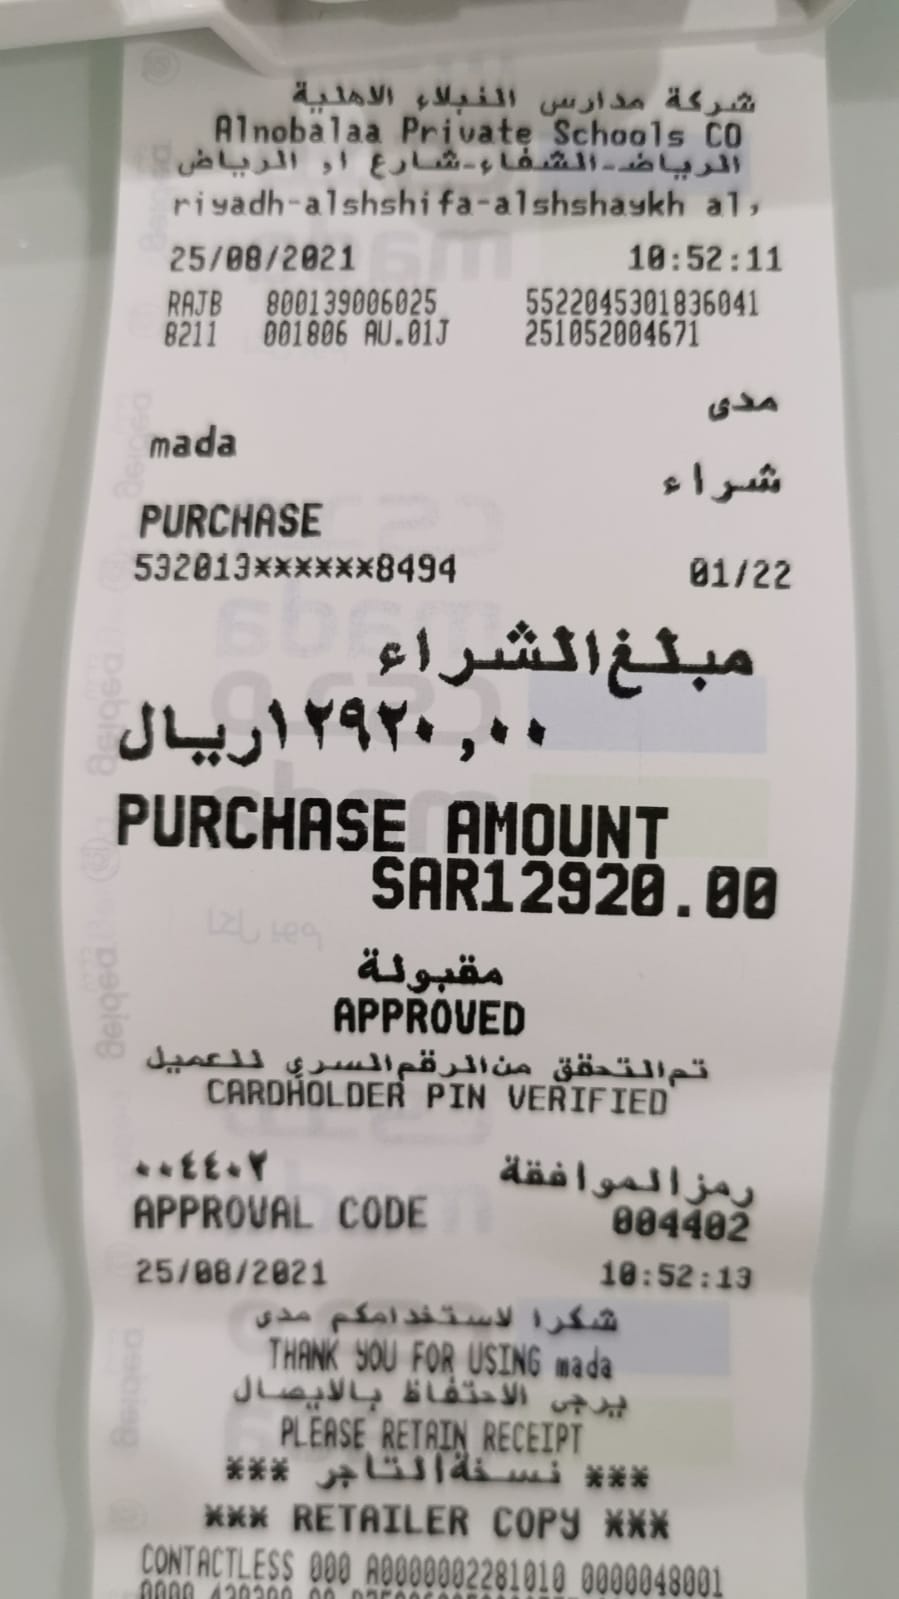 شركة مدارس النبلاء الاهلية
Alnobalaa Private Schools CO
الرياض-الشفاء-شارع ا, الرياض
riyadh-alshshifa-alshshaykh al,
25/08/2021 10:52:11
RAJB 800139006025 5522045301836041
8211 001806 AU.01J 251052004671
مدى
mada
شراء
PURCHASE
532013******8494 01/22
مبلغ الشراء
١٢٩٢٠,٠٠ ريال
PURCHASE AMOUNT
SAR12920.00
مقبولة
APPROVED
تم التحقق من الرقم السري للعميل
CARDHOLDER PIN VERIFIED
رمز الموافقة ٠٠٤٤٠٢
APPROVAL CODE 004402
25/08/2021 10:52:13
شكرا لاستخدامكم مدى
THANK YOU FOR USING mada
يرجى الاحتفاظ بالايصال
PLEASE RETAIN RECEIPT
*** نسخة التاجر ***
*** RETAILER COPY ***
CONTACTLESS 000 A0000002281010 0000048001